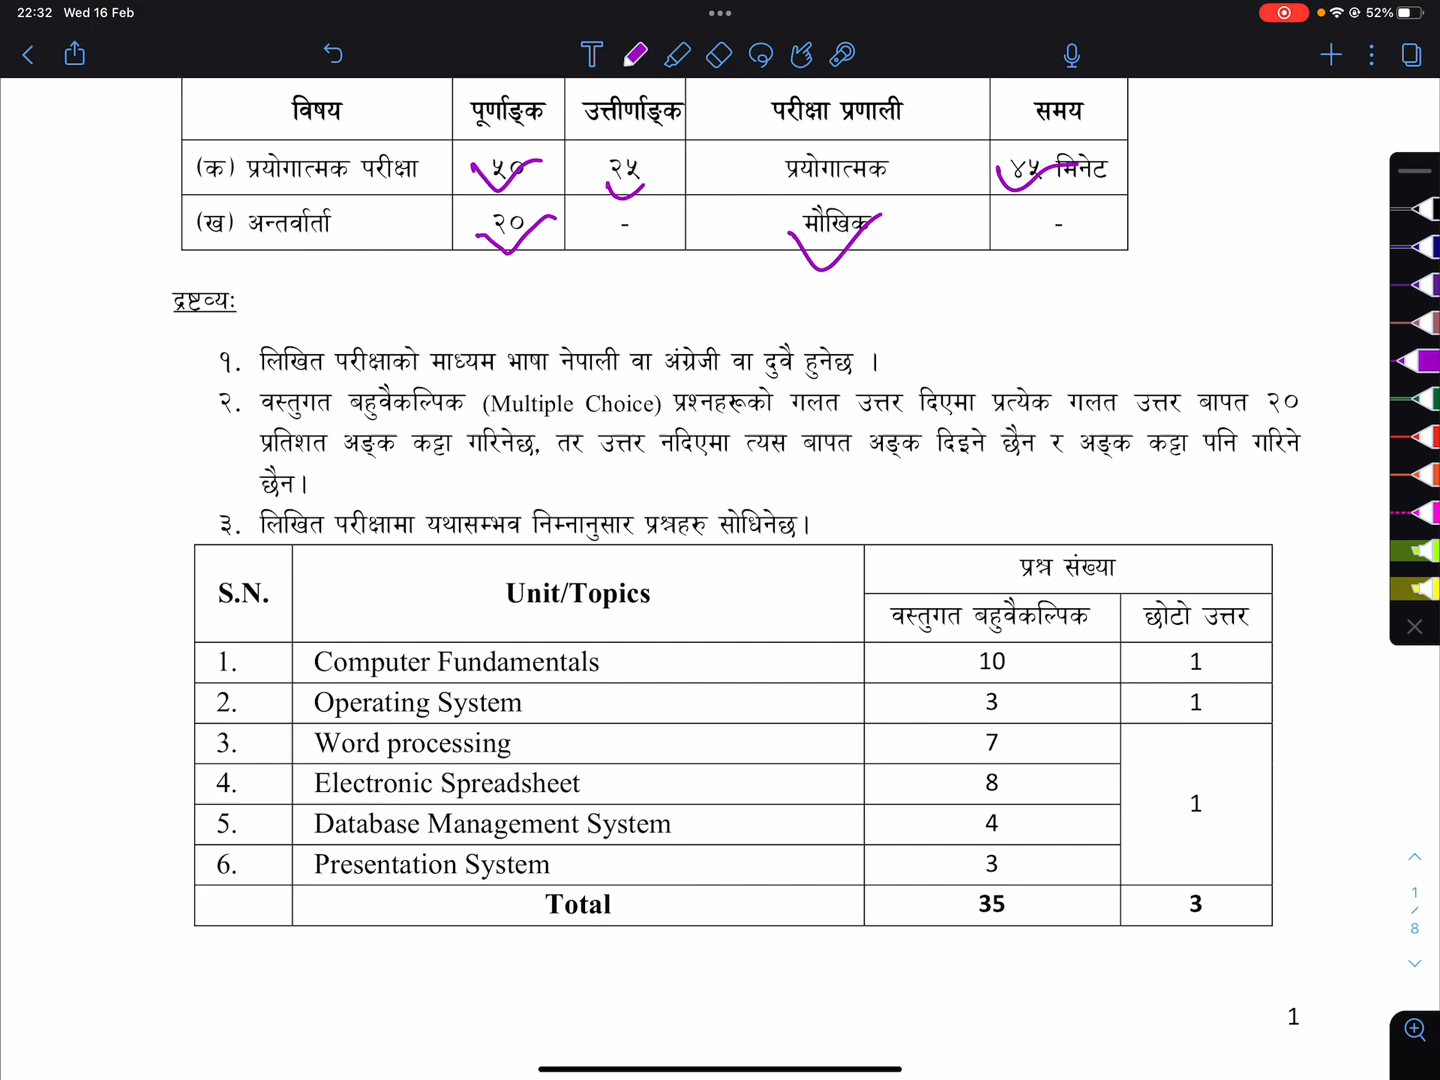 22:32 Wed 16 Feb
52%
विषय पूर्णाङ्क उत्तीर्णाङ्क परीक्षा प्रणाली समय
(क) प्रयोगात्मक परीक्षा ५० २५ प्रयोगात्मक ४५ मिनेट
(ख) अन्तर्वार्ता २० - मौखिक -
द्रष्टव्यः
१. लिखित परीक्षाको माध्यम भाषा नेपाली वा अंग्रेजी वा दुवै हुनेछ ।
२. वस्तुगत बहुवैकल्पिक (Multiple Choice) प्रश्नहरूको गलत उत्तर दिएमा प्रत्येक गलत उत्तर बापत २०
प्रतिशत अङ्क कट्टा गरिनेछ, तर उत्तर नदिएमा त्यस बापत अङ्क दिइने छैन र अङ्क कट्टा पनि गरिने
छैन।
३. लिखित परीक्षामा यथासम्भव निम्नानुसार प्रश्नहरु सोधिनेछ।
S.N. Unit/Topics प्रश्न संख्या
वस्तुगत बहुवैकल्पिक छोटो उत्तर
1. Computer Fundamentals 10 1
2. Operating System 3 1
3. Word processing 7
4. Electronic Spreadsheet 8
1
5. Database Management System 4
6. Presentation System 3
Total 35 3
1
/
8
1